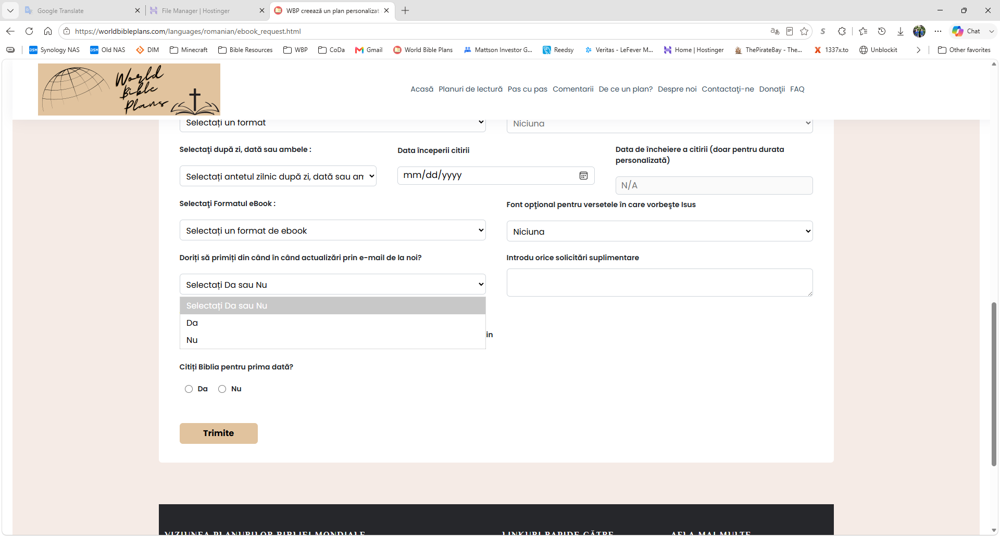 Google Translate
File Manager | Hostinger
WBP creează un plan personalizat
https://worldbibleplans.com/languages/romanian/ebook_request.html
Chat
Synology NAS
Old NAS
DIM
Minecraft
Bible Resources
WBP
CoDa
Gmail
World Bible Plans
Mattson Investor G...
Reedsy
Veritas - LeFever M...
Home | Hostinger
ThePirateBay - The...
1337x.to
Unblockit
Other favorites
World
Bible
Plans
Acasă Planuri de lectură Pas cu pas Comentarii De ce un plan? Despre noi Contactaţi-ne Donaţii FAQ
Selectați un format
Niciuna
Selectaţi după zi, dată sau ambele :
Data începerii citirii
Data de încheiere a citirii (doar pentru durata
personalizată)
Selectați antetul zilnic după zi, dată sau am
mm/dd/yyyy
N/A
Selectaţi Formatul eBook :
Font opţional pentru versetele în care vorbeşte Isus
Selectați un format de ebook
Niciuna
Doriți să primiți din când în când actualizări prin e-mail de la noi?
Introdu orice solicitări suplimentare
Selectați Da sau Nu
Selectați Da sau Nu
Da
Nu
in
Citiți Biblia pentru prima dată?
Da Nu
Trimite
VIZIUNEA PLANURILOR BIBLIEI MONDIALE
LINKURI RAPIDE CĂTRE
AFLA MAI MULTE